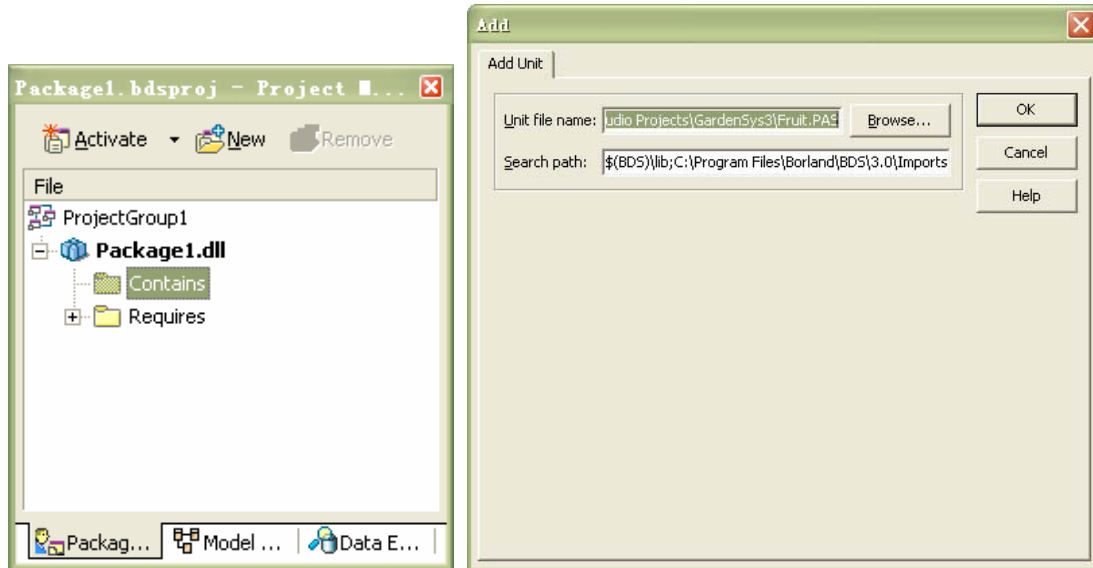 Package1.bdsproj - Project M...
Activate New Remove
File
ProjectGroup1
Package1.dll
Contains
Requires
Packag... Model ... Data E...
Add
Add Unit
Unit file name: udio Projects\GardenSys3\Fruit.PAS Browse...
Search path: $(BDS)\lib;C:\Program Files\Borland\BDS\3.0\Imports
OK
Cancel
Help